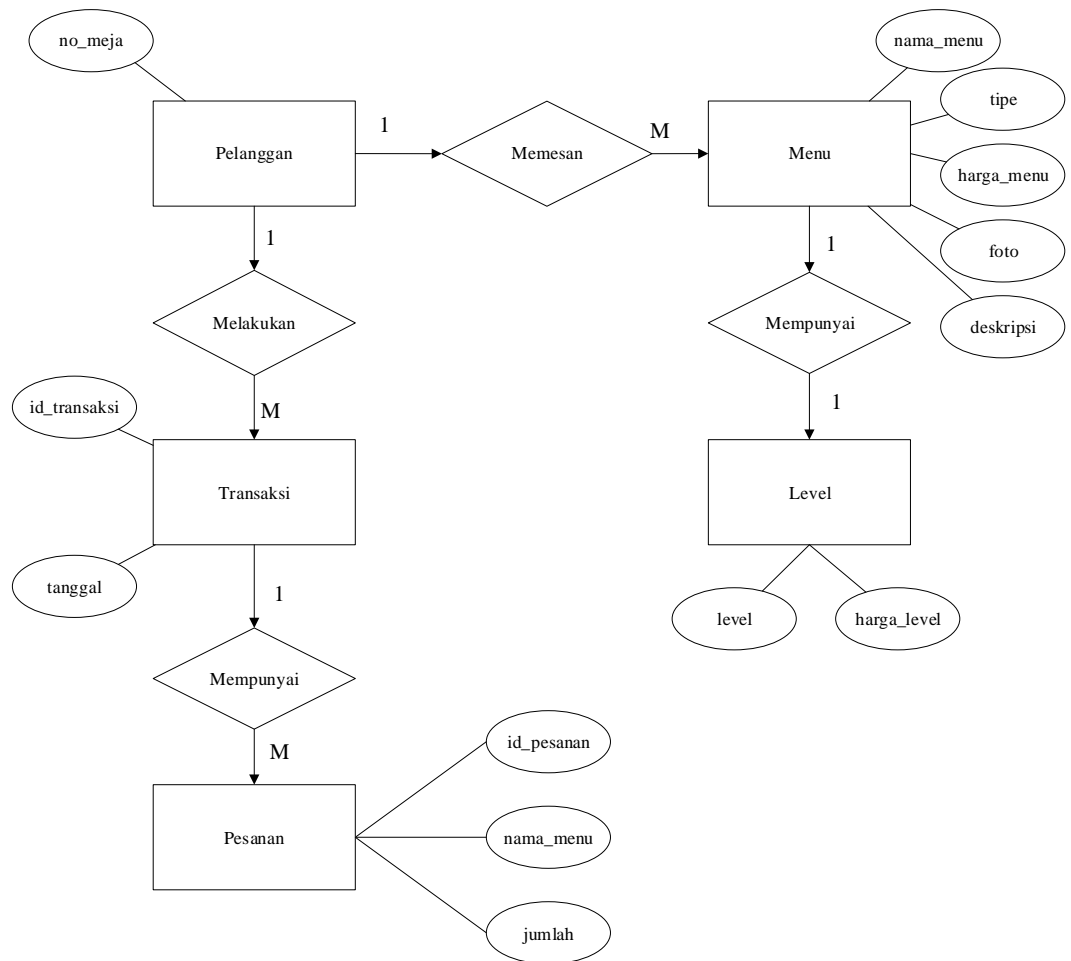 no_meja
nama_menu
tipe
Pelanggan
1
Memesan
M
Menu
harga_menu
1
1
foto
Melakukan
Mempunyai
deskripsi
id_transaksi
M
1
Transaksi
Level
tanggal
1
level
harga_level
Mempunyai
id_pesanan
M
Pesanan
nama_menu
jumlah